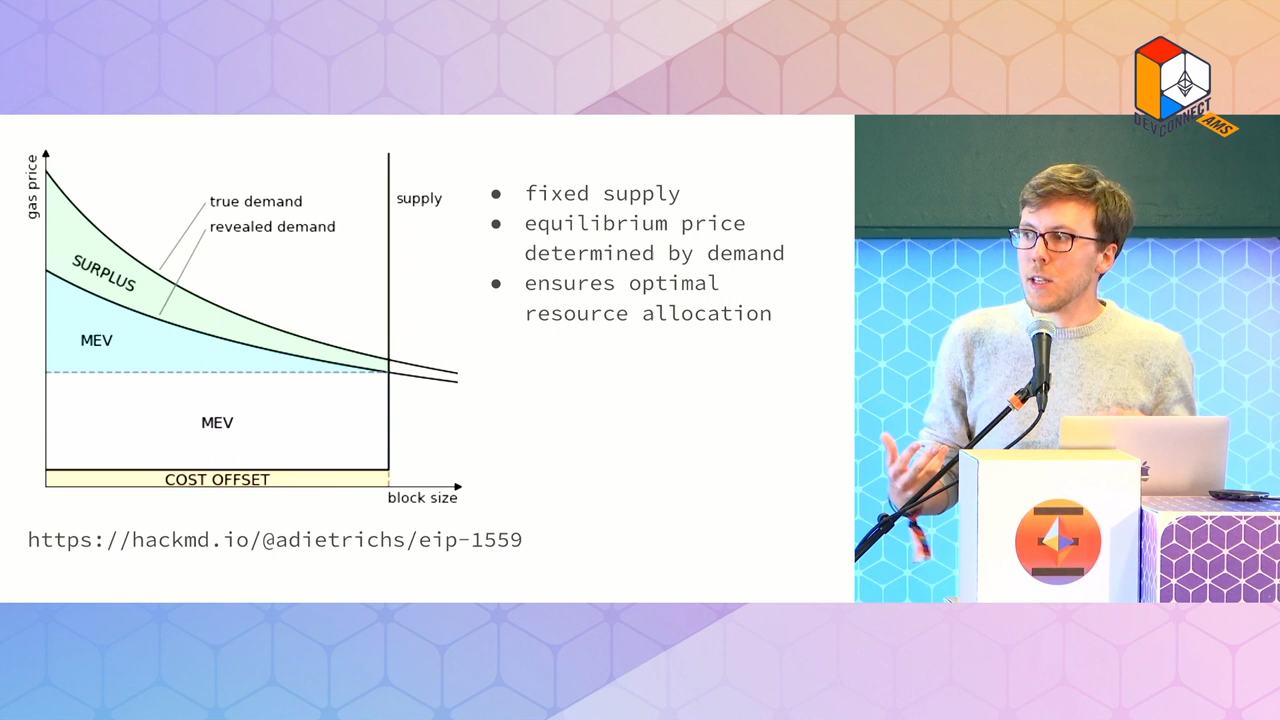 DEVCONNECT
AMS
gas price
true demand
revealed demand
supply
SURPLUS
MEV
MEV
COST OFFSET
block size
● fixed supply
● equilibrium price
determined by demand
● ensures optimal
resource allocation
https://hackmd.io/@adietrichs/eip-1559